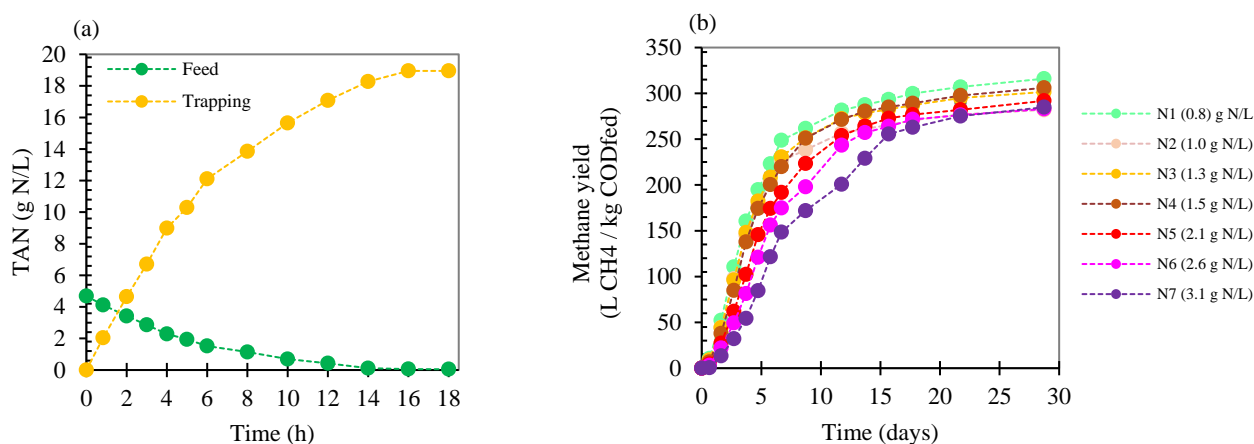 (a)
TAN (g N/L)
20
18
16
14
12
10
8
6
4
2
0
Feed
Trapping
0 2 4 6 8 10 12 14 16 18
Time (h)
(b)
Methane yield
(L CH4 / kg CODfed)
350
300
250
200
150
100
50
0
0 5 10 15 20 25 30
Time (days)
N1 (0.8) g N/L
N2 (1.0 g N/L)
N3 (1.3 g N/L)
N4 (1.5 g N/L)
N5 (2.1 g N/L)
N6 (2.6 g N/L)
N7 (3.1 g N/L)